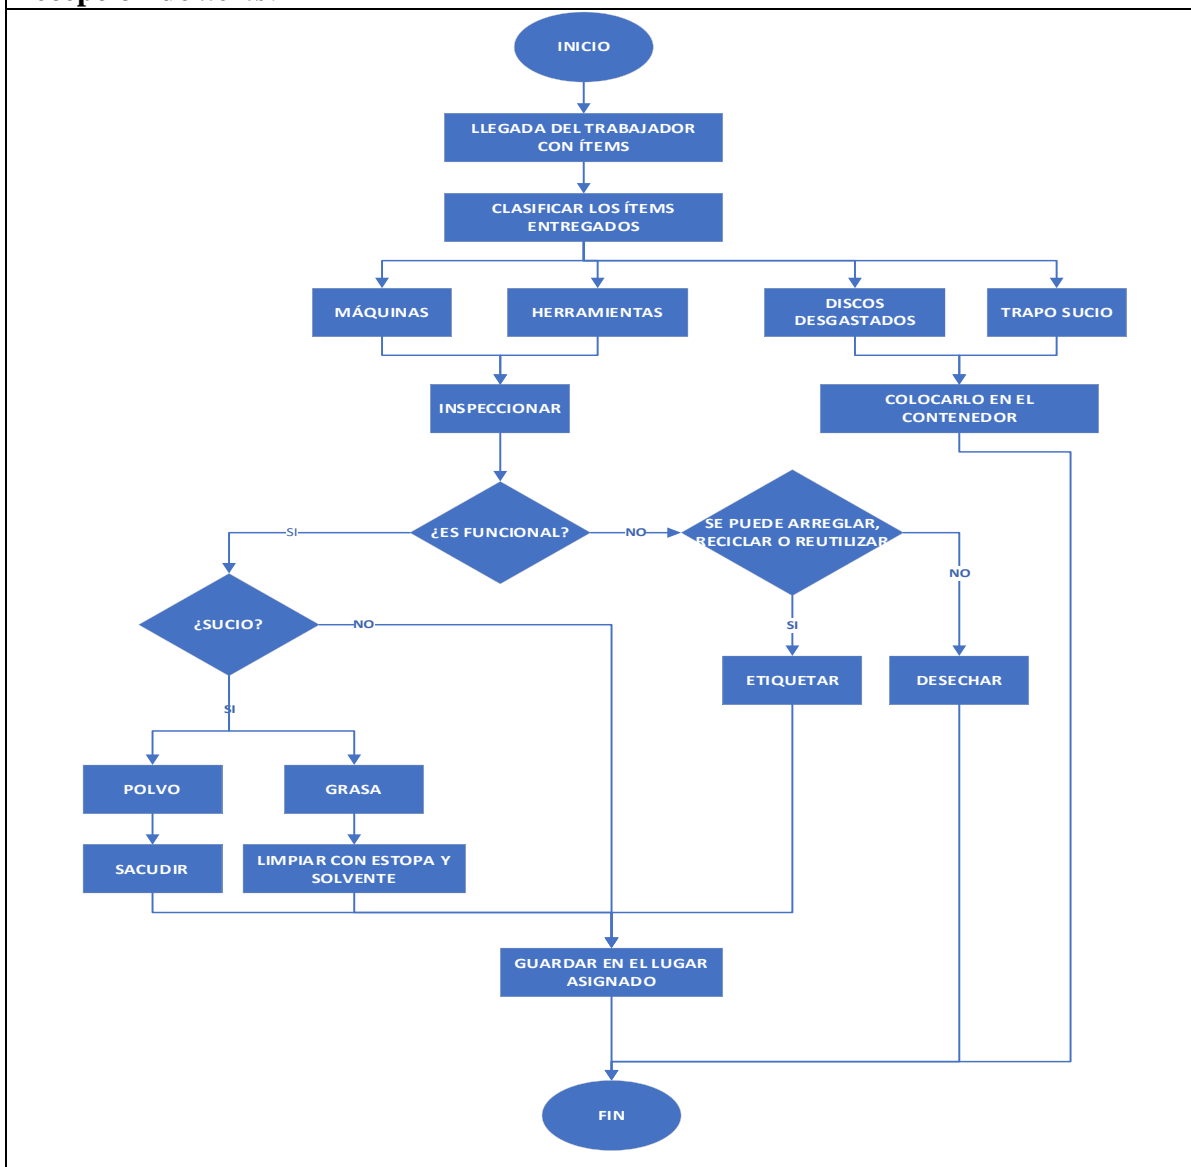 INICIO
LLEGADA DEL TRABAJADOR
CON ÍTEMS
CLASIFICAR LOS ÍTEMS
ENTREGADOS
MÁQUINAS
HERRAMIENTAS
DISCOS
DESGASTADOS
TRAPO SUCIO
INSPECCIONAR
COLOCARLO EN EL
CONTENEDOR
¿ES FUNCIONAL?
SI
NO
SE PUEDE ARREGLAR,
RECICLAR O REUTILIZAR
NO
¿SUCIO?
NO
SI
ETIQUETAR
DESECHAR
SI
POLVO
GRASA
SACUDIR
LIMPIAR CON ESTOPA Y
SOLVENTE
GUARDAR EN EL LUGAR
ASIGNADO
FIN